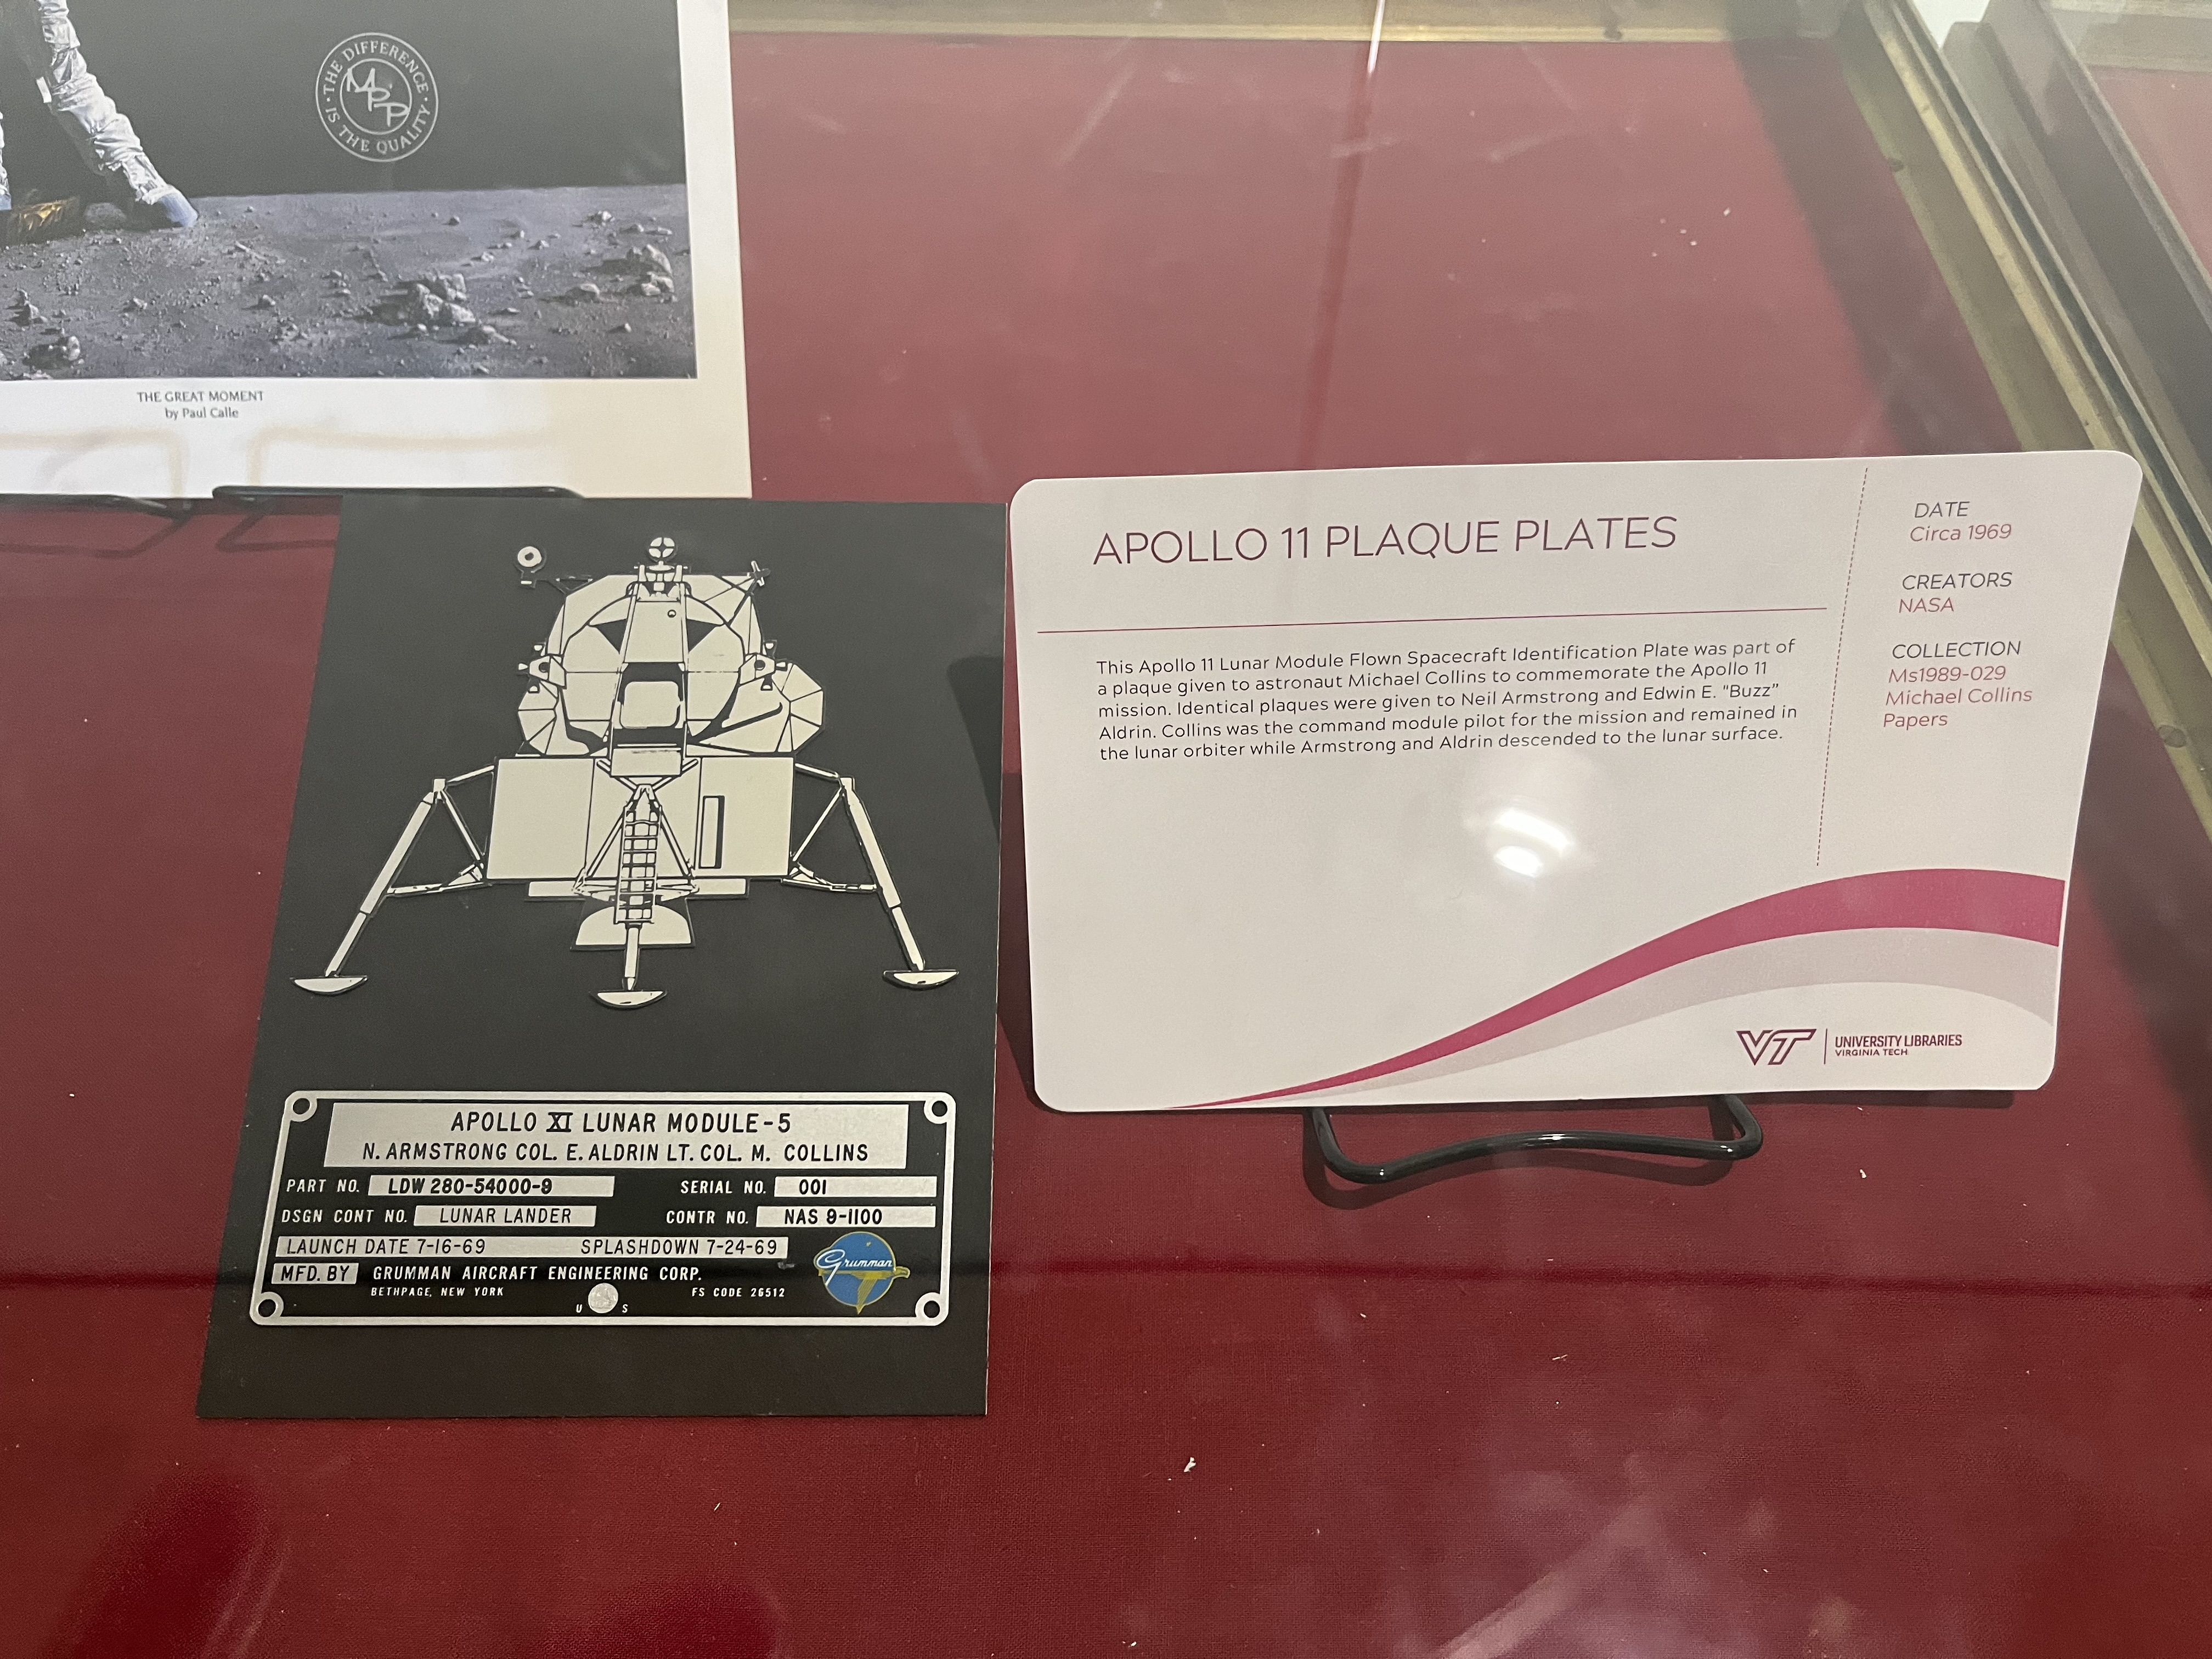 THE DIFFERENCE
IS THE QUALITY
MPP
THE GREAT MOMENT
by Paul Calle
APOLLO XI LUNAR MODULE-5
N. ARMSTRONG COL. E. ALDRIN LT. COL. M. COLLINS
PART NO. LDW 280-54000-9 SERIAL NO. 001
DSGN CONT NO. LUNAR LANDER CONTR NO. NAS 9-1100
LAUNCH DATE 7-16-69 SPLASHDOWN 7-24-69
Grumman
MFD. BY GRUMMAN AIRCRAFT ENGINEERING CORP.
BETHPAGE, NEW YORK FS CODE 26512
U S
APOLLO 11 PLAQUE PLATES
This Apollo 11 Lunar Module Flown Spacecraft Identification Plate was part of
a plaque given to astronaut Michael Collins to commemorate the Apollo 11
mission. Identical plaques were given to Neil Armstrong and Edwin E. "Buzz"
Aldrin. Collins was the command module pilot for the mission and remained in
the lunar orbiter while Armstrong and Aldrin descended to the lunar surface.
DATE
Circa 1969
CREATORS
NASA
COLLECTION
Ms1989-029
Michael Collins
Papers
VT
UNIVERSITY LIBRARIES
VIRGINIA TECH